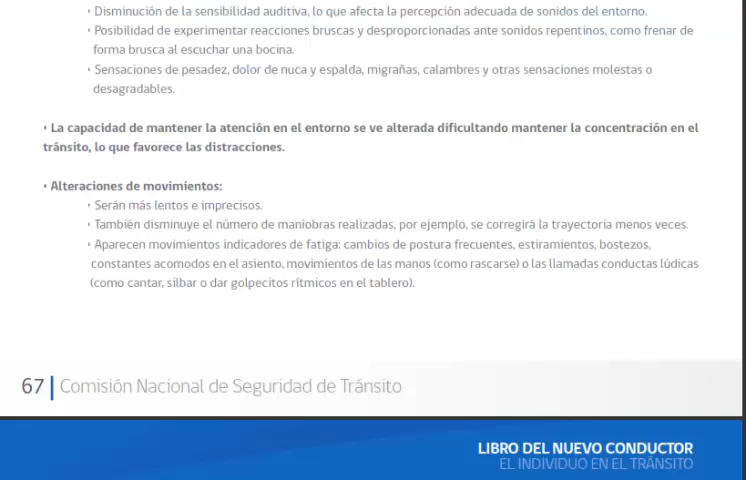 • Disminución de la sensibilidad auditiva, lo que afecta la percepción adecuada de sonidos del entorno.
• Posibilidad de experimentar reacciones bruscas y desproporcionadas ante sonidos repentinos, como frenar de
forma brusca al escuchar una bocina.
• Sensaciones de pesadez, dolor de nuca y espalda, migrañas, calambres y otras sensaciones molestas o
desagradables.
• La capacidad de mantener la atención en el entorno se ve alterada dificultando mantener la concentración en el
tránsito, lo que favorece las distracciones.
• Alteraciones de movimientos:
• Serán más lentos e imprecisos.
• También disminuye el número de maniobras realizadas, por ejemplo, se corregirá la trayectoria menos veces.
• Aparecen movimientos indicadores de fatiga: cambios de postura frecuentes, estiramientos, bostezos,
constantes acomodos en el asiento, movimientos de las manos (como rascarse) o las llamadas conductas lúdicas
(como cantar, silbar o dar golpecitos rítmicos en el tablero).
67 | Comisión Nacional de Seguridad de Tránsito
LIBRO DEL NUEVO CONDUCTOR
EL INDIVIDUO EN EL TRÁNSITO